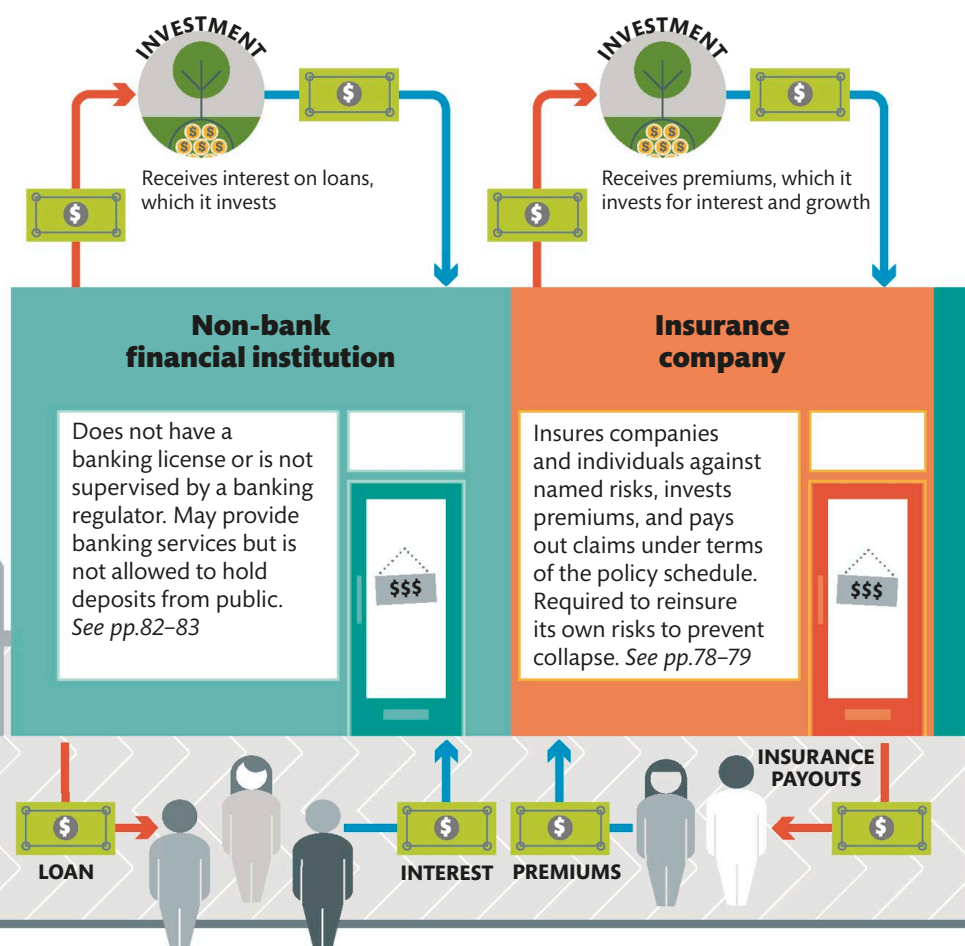 INVESTMENT
$
$
$ $
$ $ $
Receives interest on loans,
which it invests
INVESTMENT
$
$
$ $
$ $ $
Receives premiums, which it
invests for interest and growth
Non-bank
financial institution
Does not have a
banking license or is not
supervised by a banking
regulator. May provide
banking services but is
not allowed to hold
deposits from public.
See pp.82–83
$$$
Insurance
company
Insures companies
and individuals against
named risks, invests
premiums, and pays
out claims under terms
of the policy schedule.
Required to reinsure
its own risks to prevent
collapse. See pp.78–79
$$$
$
LOAN
$
INTEREST
$
PREMIUMS
INSURANCE
PAYOUTS
$